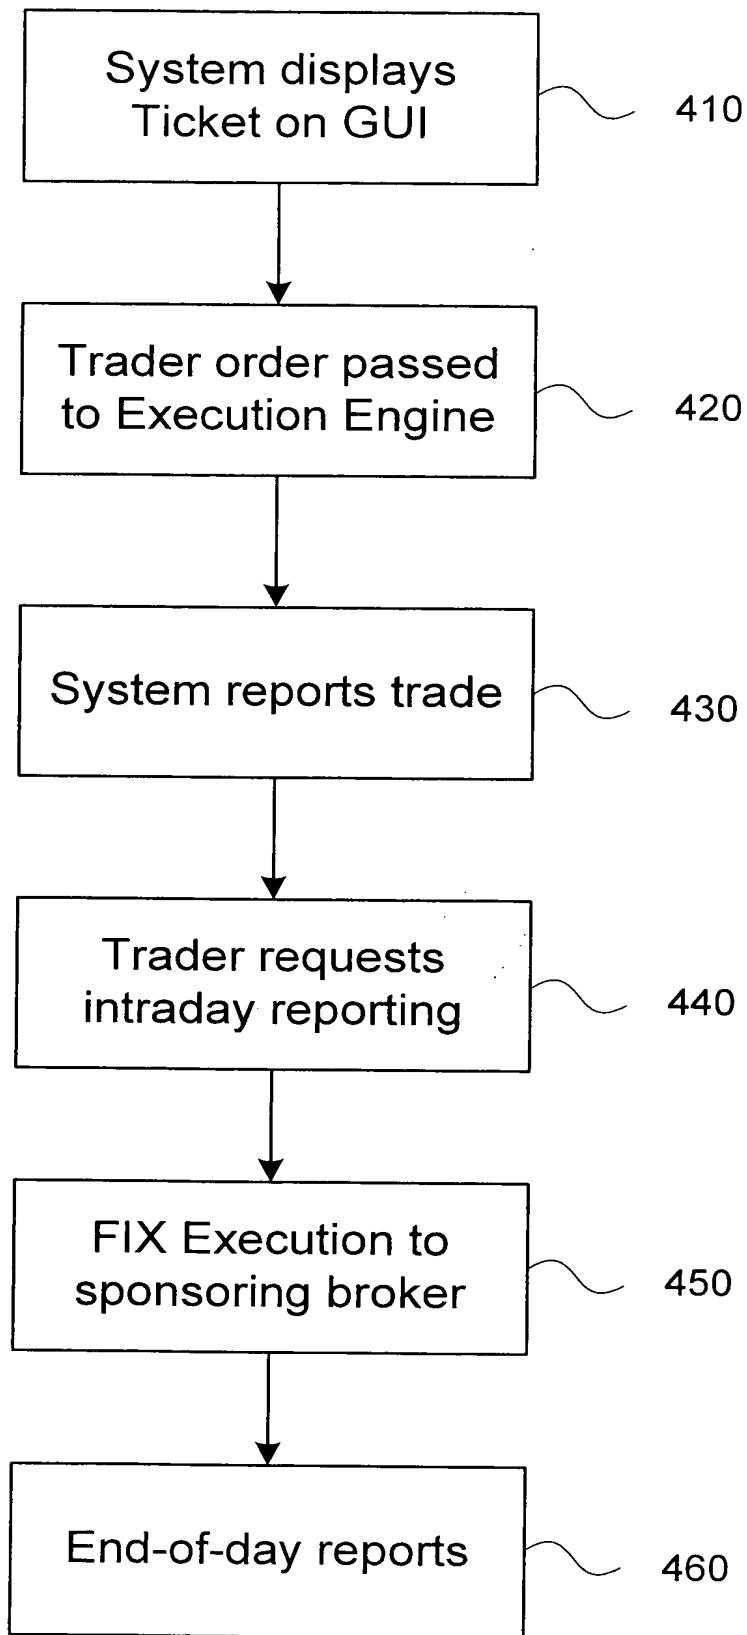 System displays
Ticket on GUI
410
Trader order passed
to Execution Engine
420
System reports trade
430
Trader requests
intraday reporting
440
FIX Execution to
sponsoring broker
450
End-of-day reports
460